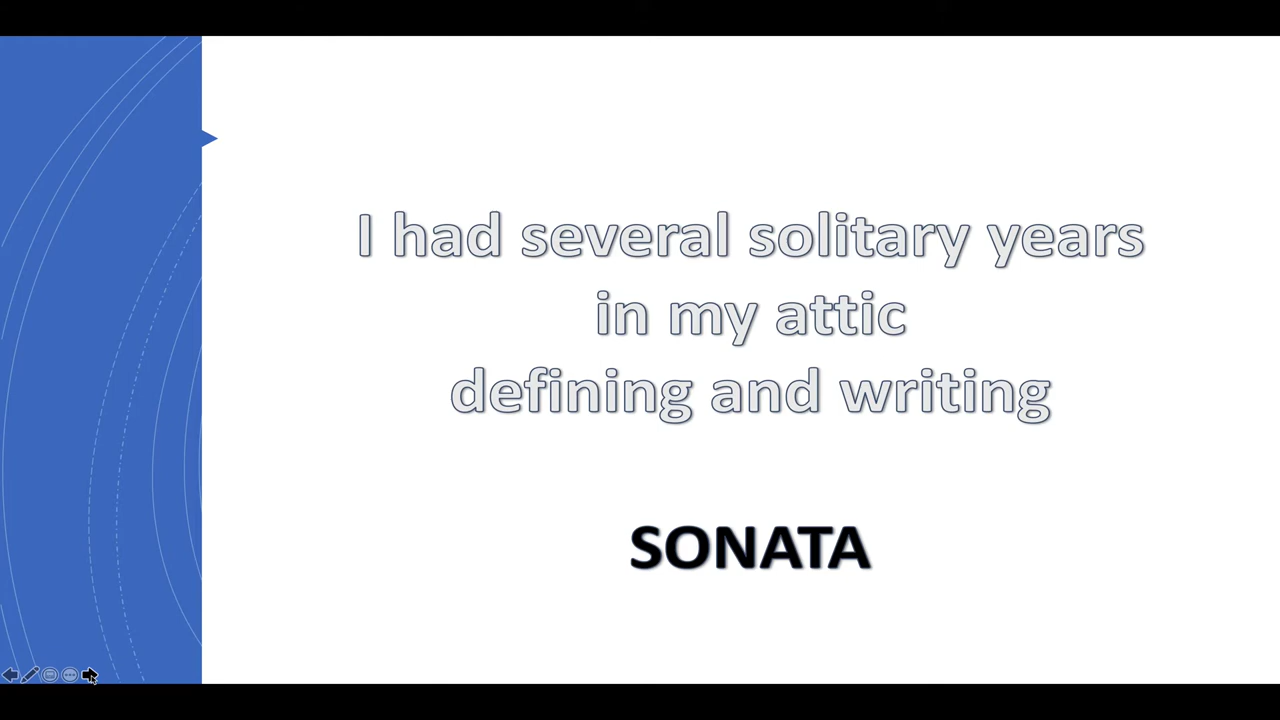 I had several solitary years
in my attic
defining and writing
SONATA